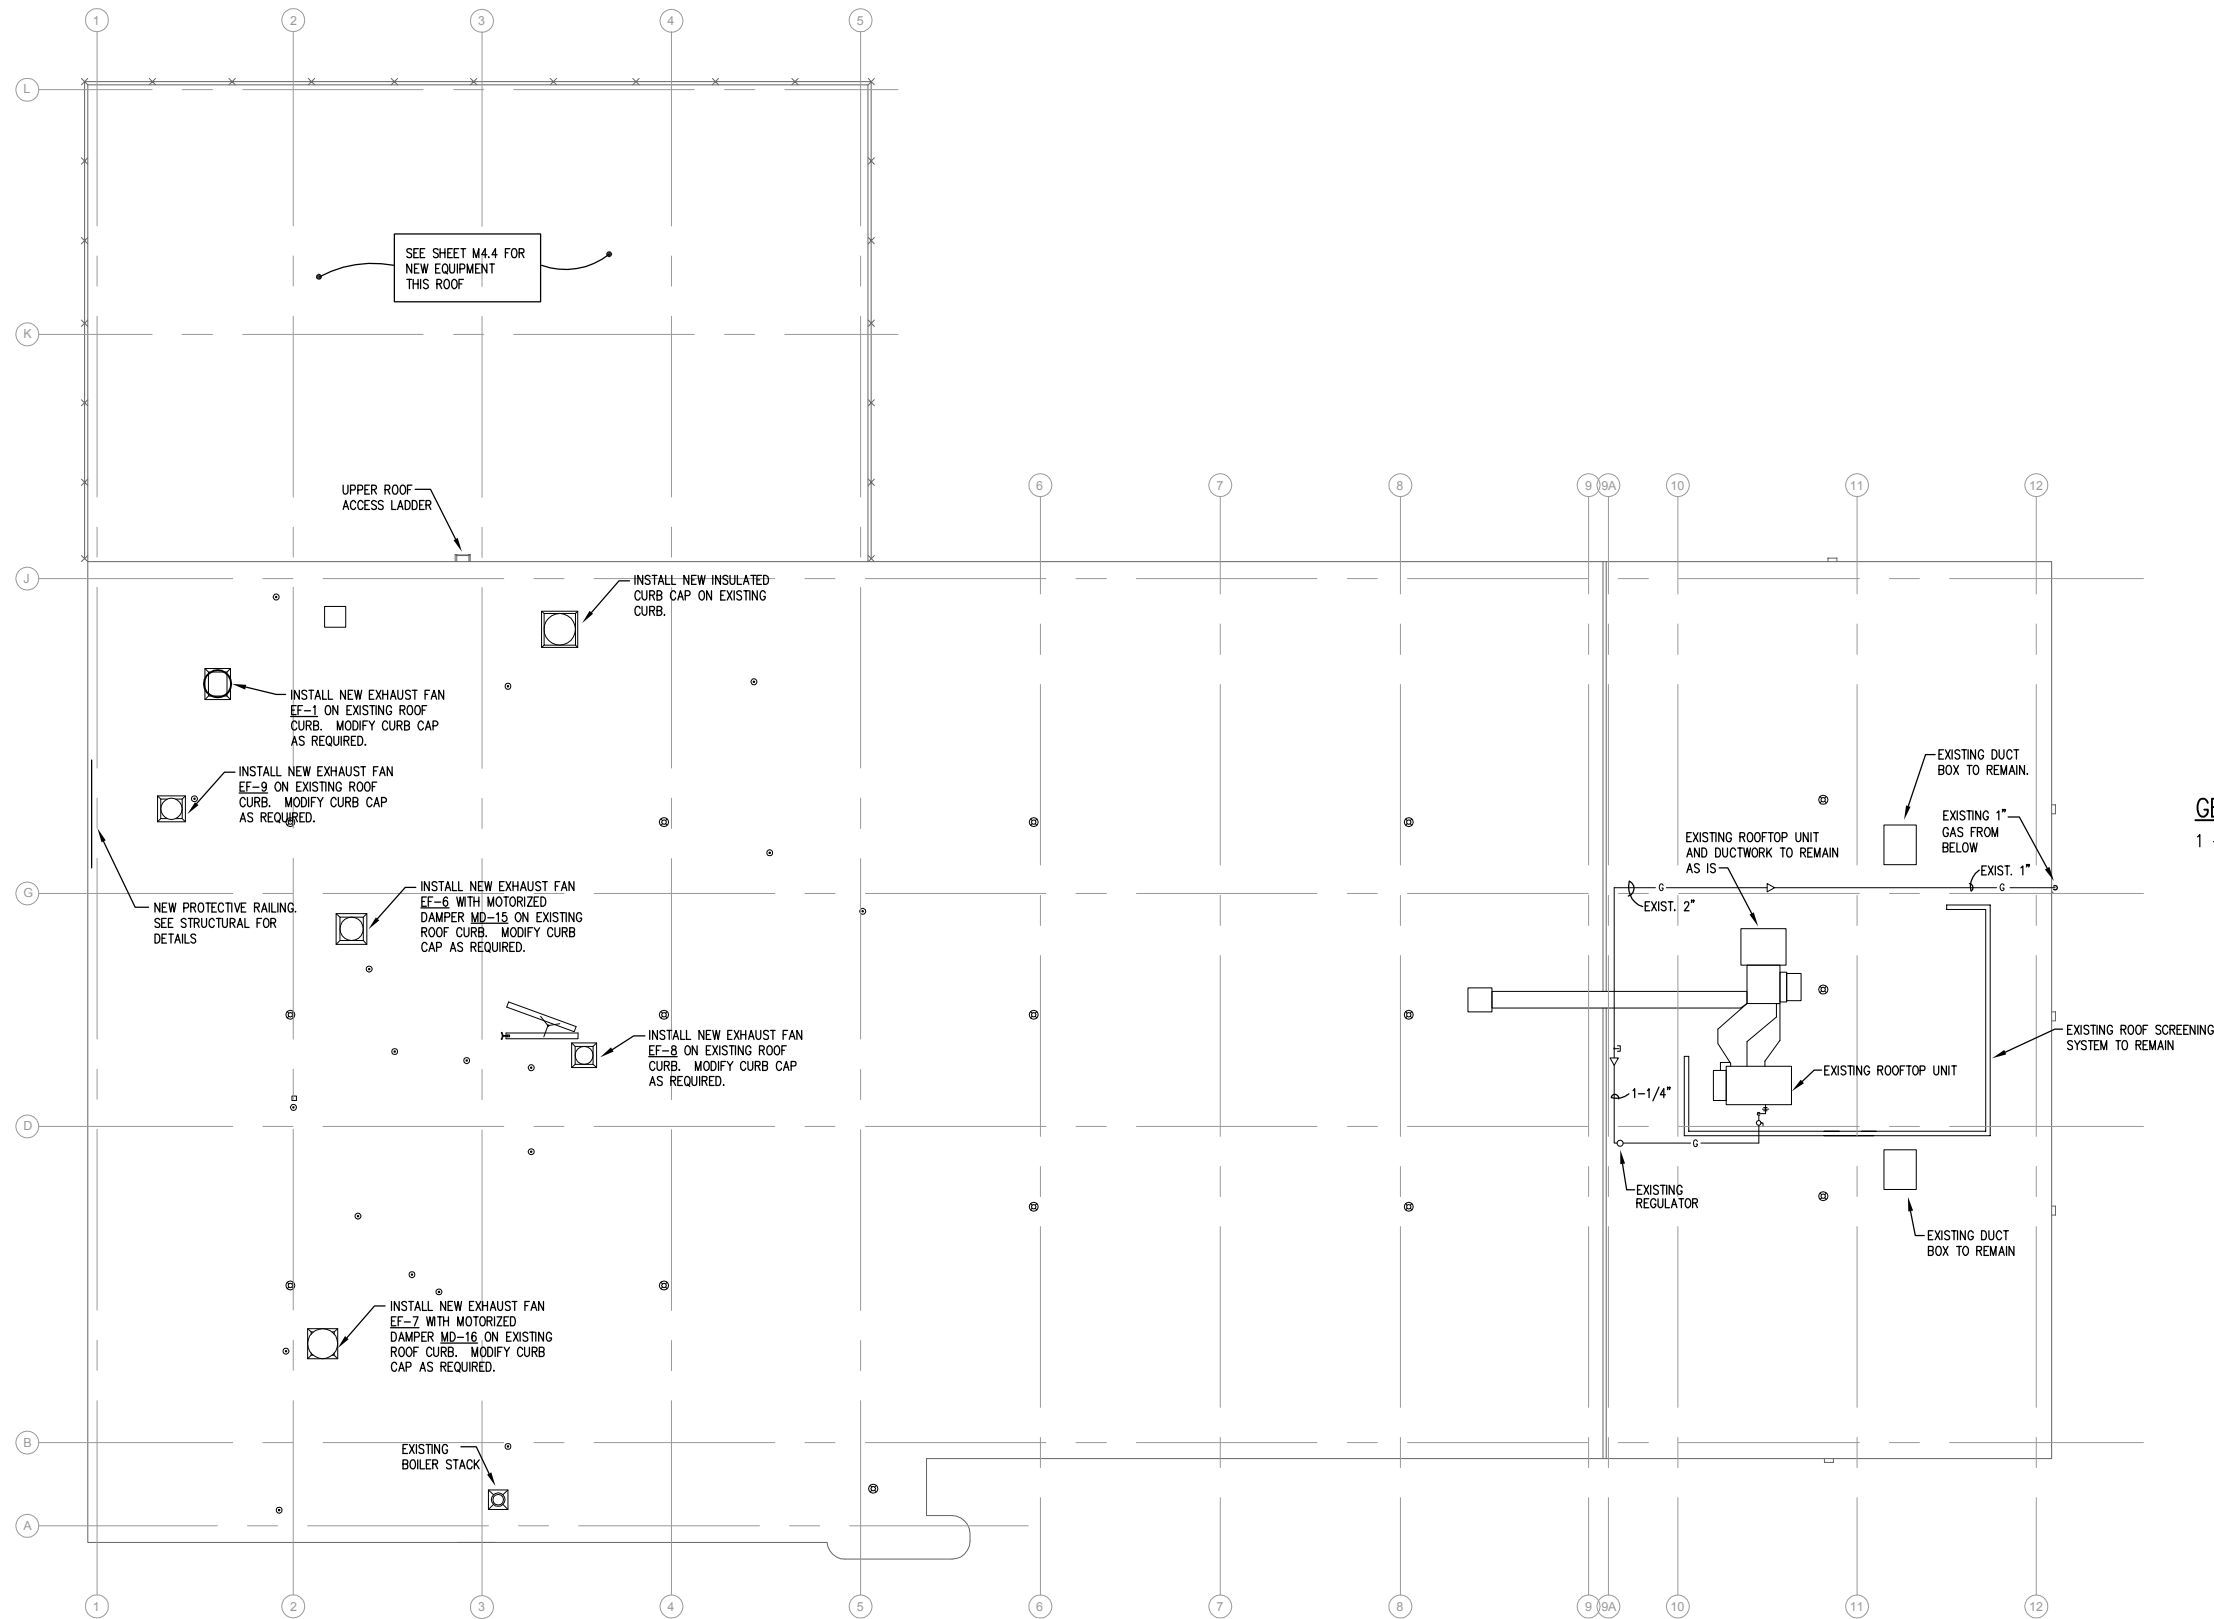 1 2 3 4 5
L
SEE SHEET M4.4 FOR
NEW EQUIPMENT
THIS ROOF
K
UPPER ROOF
ACCESS LADDER
6 7 8 9 9A 10 11 12
J
INSTALL NEW INSULATED
CURB CAP ON EXISTING
CURB.
INSTALL NEW EXHAUST FAN
EF-1 ON EXISTING ROOF
CURB. MODIFY CURB CAP
AS REQUIRED.
INSTALL NEW EXHAUST FAN
EF-9 ON EXISTING ROOF
CURB. MODIFY CURB CAP
AS REQUIRED.
EXISTING DUCT
BOX TO REMAIN.
EXISTING 1"
GAS FROM
BELOW
EXISTING ROOFTOP UNIT
AND DUCTWORK TO REMAIN
AS IS
EXIST. 1"
G
G
G
EXIST. 2"
NEW PROTECTIVE RAILING.
SEE STRUCTURAL FOR
DETAILS
INSTALL NEW EXHAUST FAN
EF-6 WITH MOTORIZED
DAMPER MD-15 ON EXISTING
ROOF CURB. MODIFY CURB
CAP AS REQUIRED.
INSTALL NEW EXHAUST FAN
EF-8 ON EXISTING ROOF
CURB. MODIFY CURB CAP
AS REQUIRED.
EXISTING ROOF SCREENING
SYSTEM TO REMAIN
EXISTING ROOFTOP UNIT
1-1/4"
D
G
EXISTING
REGULATOR
EXISTING DUCT
BOX TO REMAIN
INSTALL NEW EXHAUST FAN
EF-7 WITH MOTORIZED
DAMPER MD-16 ON EXISTING
ROOF CURB. MODIFY CURB
CAP AS REQUIRED.
B
EXISTING
BOILER STACK
A
1 2 3 4 5 6 7 8 9 9A 10 11 12
1